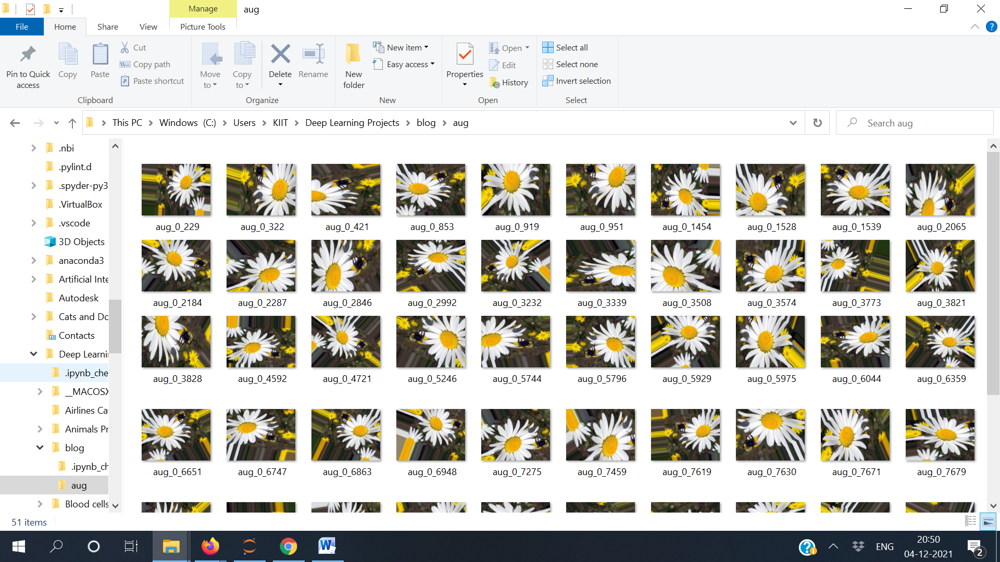 Manage
aug
File
Home
Share
View
Picture Tools
Pin to Quick access
Copy
Paste
Cut
Copy path
Paste shortcut
Clipboard
Move to
Copy to
Delete
Rename
Organize
New folder
New item
Easy access
New
Properties
Open
Edit
History
Open
Select all
Select none
Invert selection
Select
This PC > Windows (C:) > Users > KIIT > Deep Learning Projects > blog > aug
Search aug
.nbi
.pylint.d
.spyder-py3
.VirtualBox
.vscode
3D Objects
anaconda3
Artificial Inte
Autodesk
Cats and Do
Contacts
Deep Learni
.ipynb_che
__MACOSX
Airlines Ca
Animals Pr
blog
.ipynb_ch
aug
Blood cells
aug_0_229 aug_0_322 aug_0_421 aug_0_853 aug_0_919 aug_0_951 aug_0_1454 aug_0_1528 aug_0_1539 aug_0_2065
aug_0_2184 aug_0_2287 aug_0_2846 aug_0_2992 aug_0_3232 aug_0_3339 aug_0_3508 aug_0_3574 aug_0_3773 aug_0_3821
aug_0_3828 aug_0_4592 aug_0_4721 aug_0_5246 aug_0_5744 aug_0_5796 aug_0_5929 aug_0_5975 aug_0_6044 aug_0_6359
aug_0_6651 aug_0_6747 aug_0_6863 aug_0_6948 aug_0_7275 aug_0_7459 aug_0_7619 aug_0_7630 aug_0_7671 aug_0_7679
51 items
ENG
20:50
04-12-2021
2